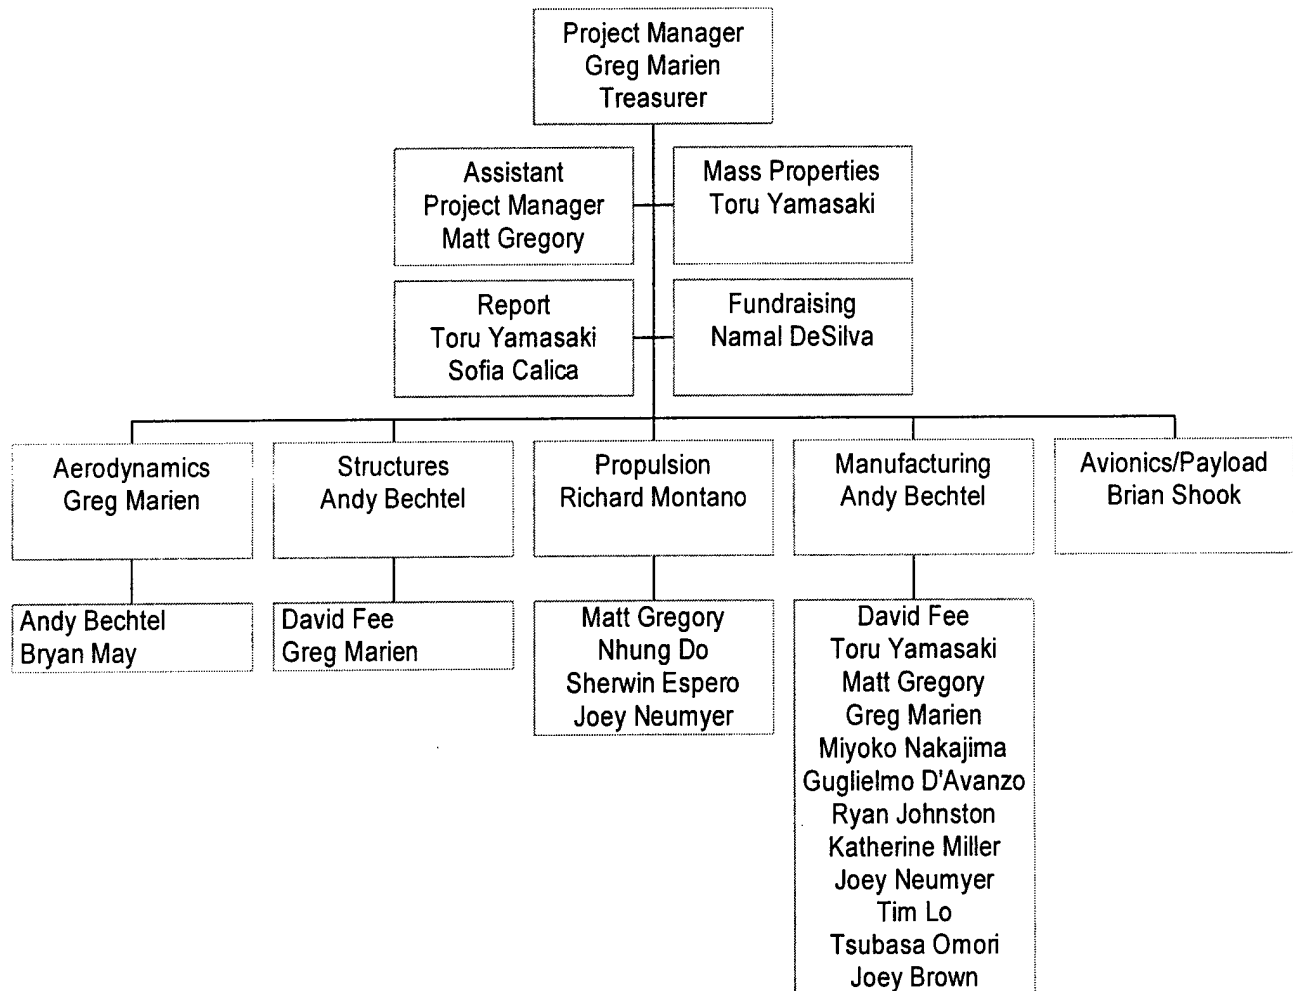 Project Manager
Greg Marien
Treasurer
Assistant
Project Manager
Matt Gregory
Mass Properties
Toru Yamasaki
Report
Toru Yamasaki
Sofia Calica
Fundraising
Namal DeSilva
Aerodynamics
Greg Marien
Structures
Andy Bechtel
Propulsion
Richard Montano
Manufacturing
Andy Bechtel
Avionics/Payload
Brian Shook
Andy Bechtel
Bryan May
David Fee
Greg Marien
Matt Gregory
Nhung Do
Sherwin Espero
Joey Neumyer
David Fee
Toru Yamasaki
Matt Gregory
Greg Marien
Miyoko Nakajima
Guglielmo D'Avanzo
Ryan Johnston
Katherine Miller
Joey Neumyer
Tim Lo
Tsubasa Omori
Joey Brown